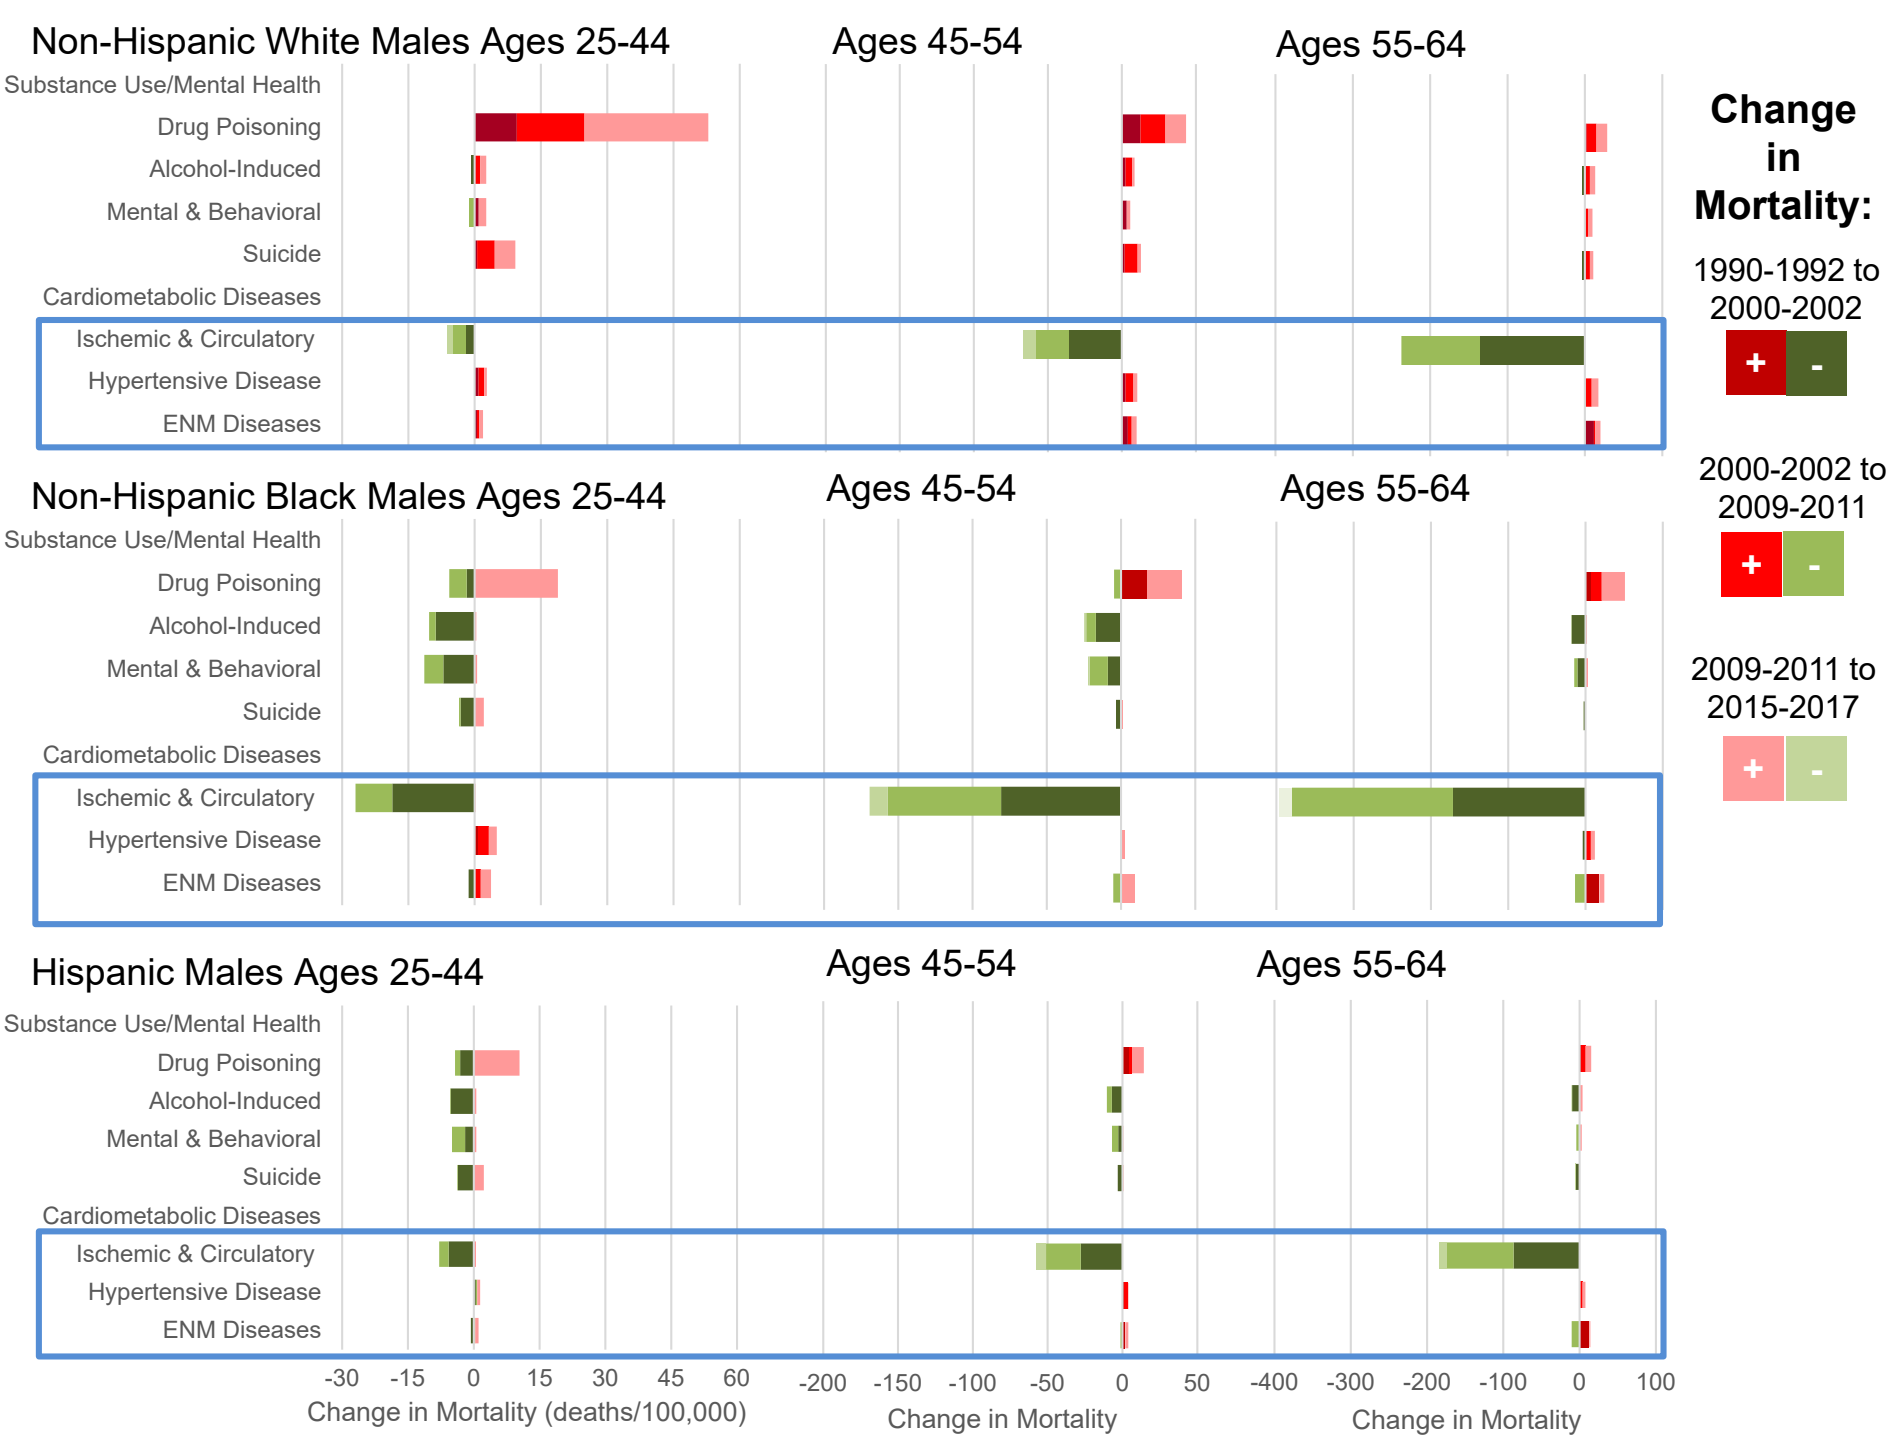 Non-Hispanic White Males Ages 25-44
Ages 45-54
Ages 55-64
Substance Use/Mental Health
Drug Poisoning
Alcohol-Induced
Mental & Behavioral
Suicide
Cardiometabolic Diseases
Ischemic & Circulatory
Hypertensive Disease
ENM Diseases
Non-Hispanic Black Males Ages 25-44
Ages 45-54
Ages 55-64
Substance Use/Mental Health
Drug Poisoning
Alcohol-Induced
Mental & Behavioral
Suicide
Cardiometabolic Diseases
Ischemic & Circulatory
Hypertensive Disease
ENM Diseases
Hispanic Males Ages 25-44
Ages 45-54
Ages 55-64
Substance Use/Mental Health
Drug Poisoning
Alcohol-Induced
Mental & Behavioral
Suicide
Cardiometabolic Diseases
Ischemic & Circulatory
Hypertensive Disease
ENM Diseases
-30 -15 0 15 30 45 60
Change in Mortality (deaths/100,000)
-200 -150 -100 -50 0 50
Change in Mortality
-400 -300 -200 -100 0 100
Change in Mortality
Change
in
Mortality:
1990-1992 to
2000-2002
+ -
2000-2002 to
2009-2011
+ -
2009-2011 to
2015-2017
+ -